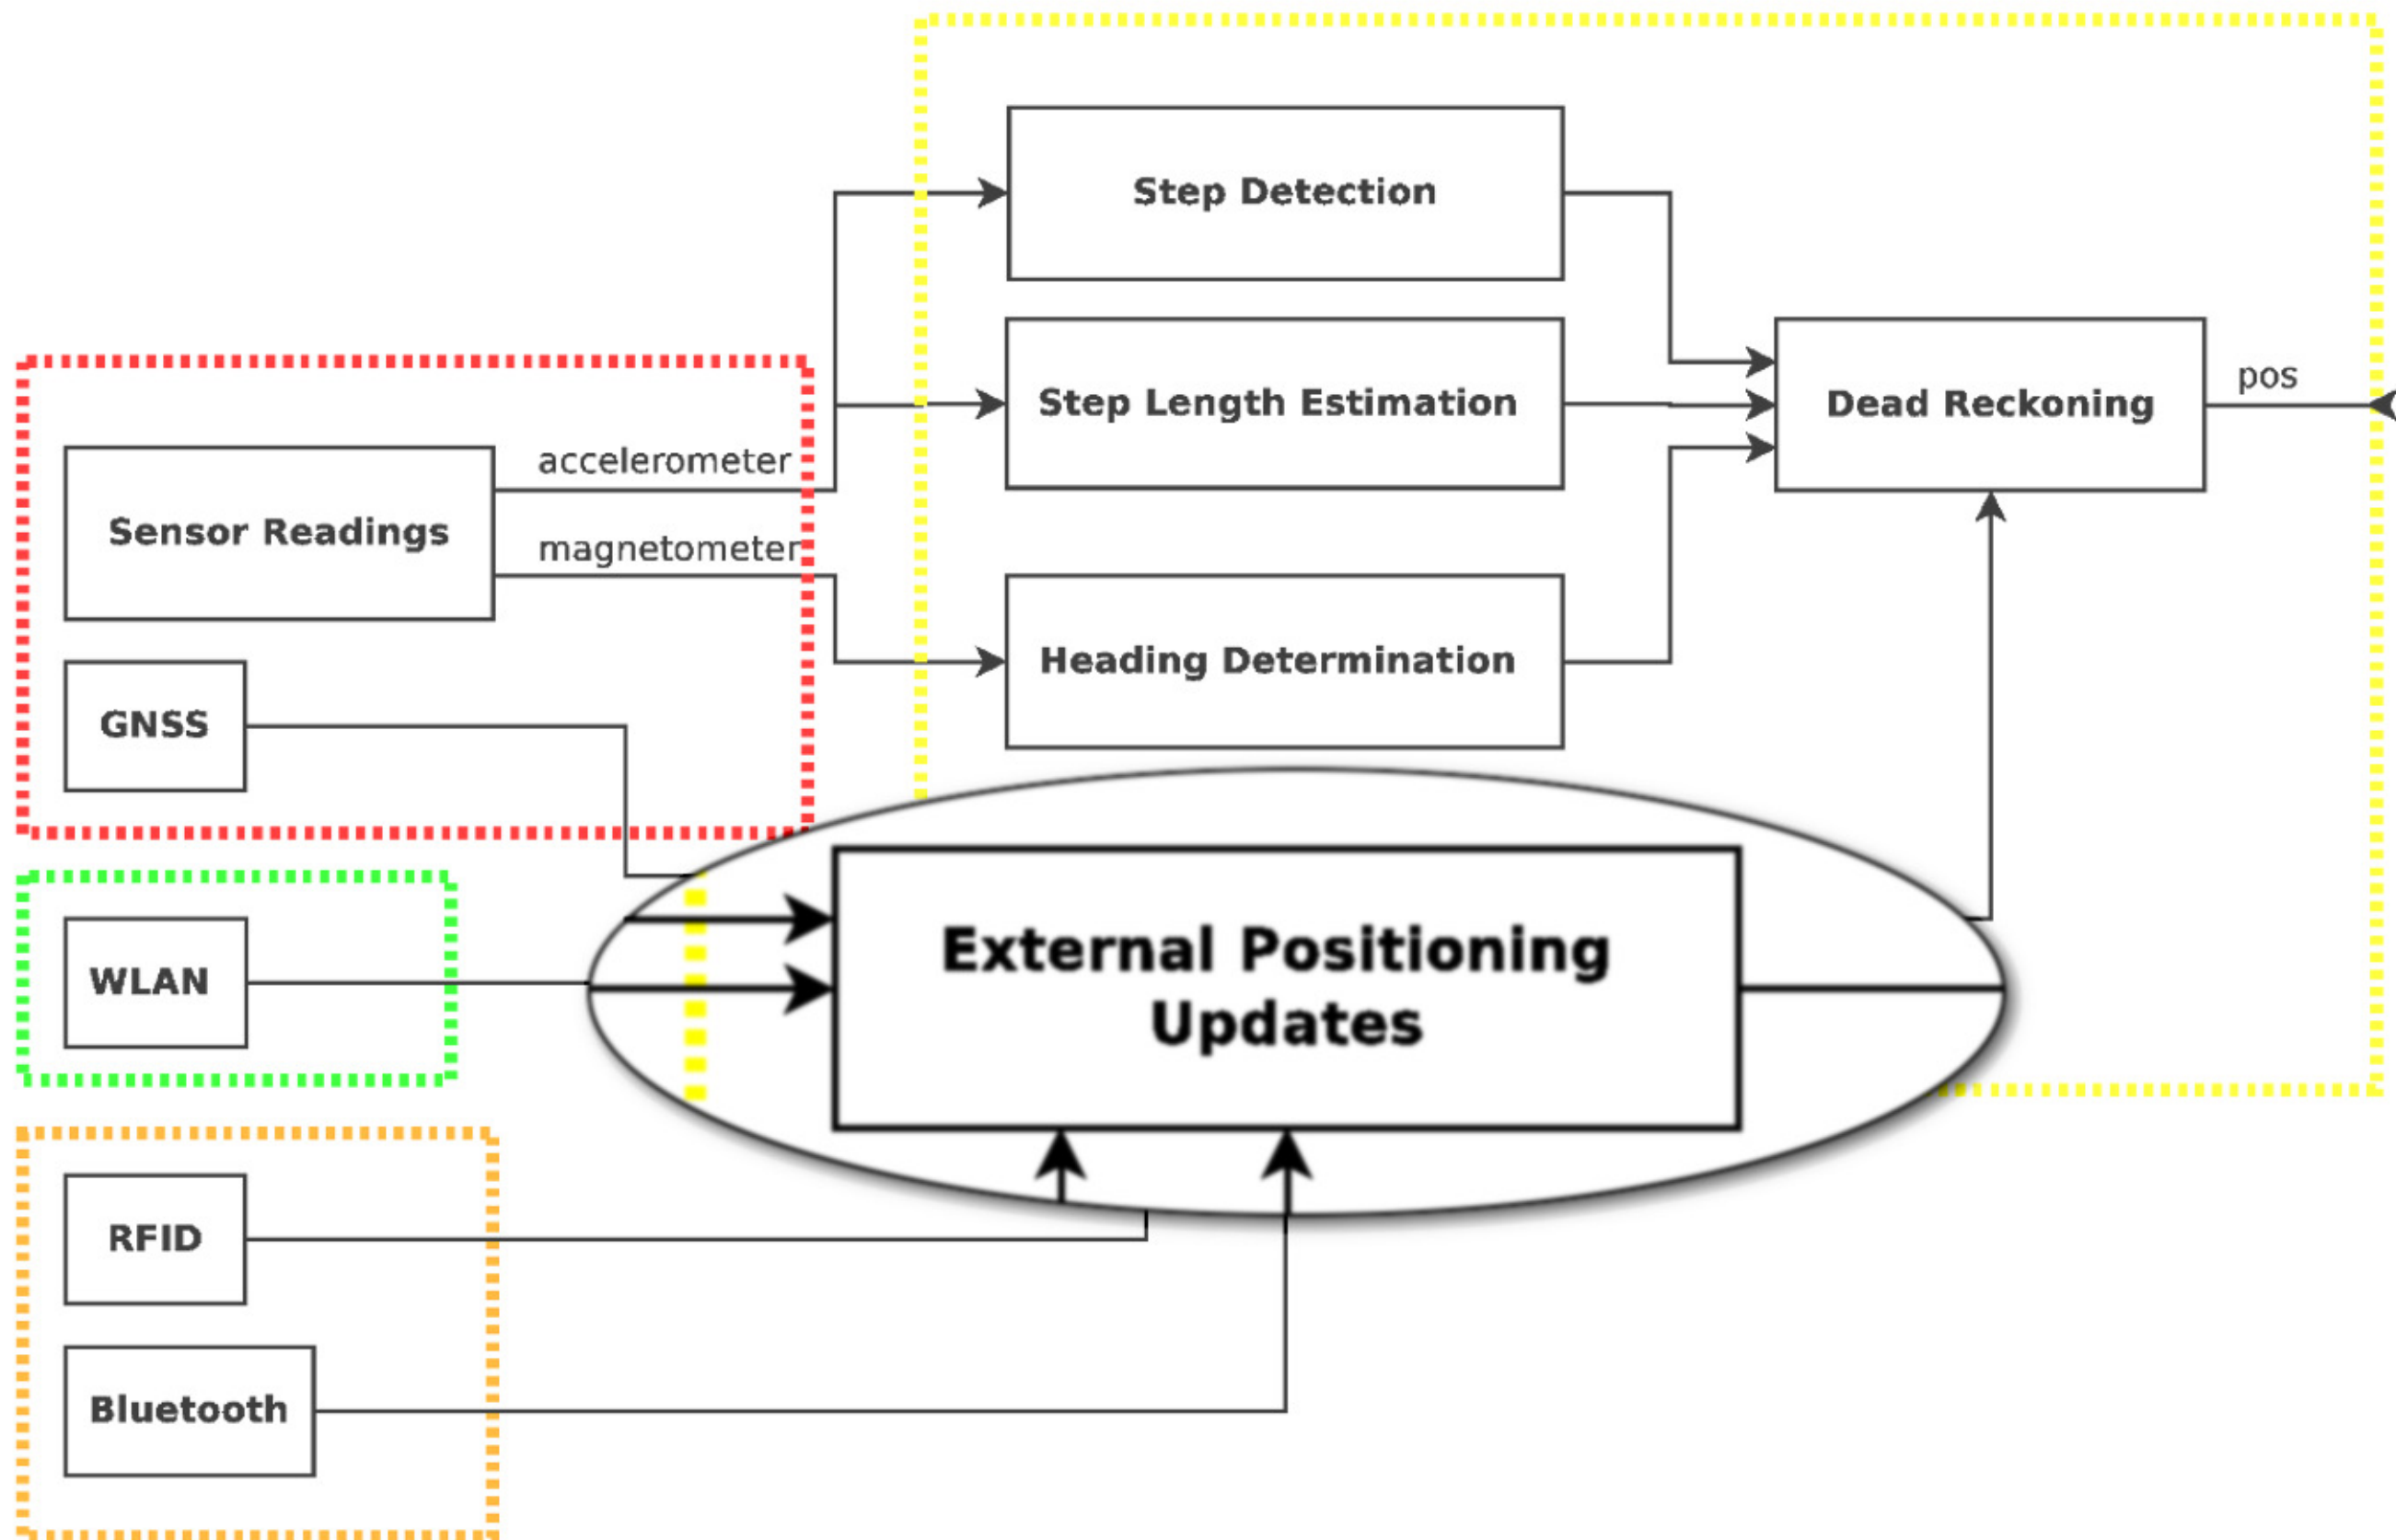 Step Detection
Step Length Estimation
Dead Reckoning
pos
accelerometer
Sensor Readings
magnetometer
Heading Determination
GNSS
External Positioning
Updates
WLAN
RFID
Bluetooth